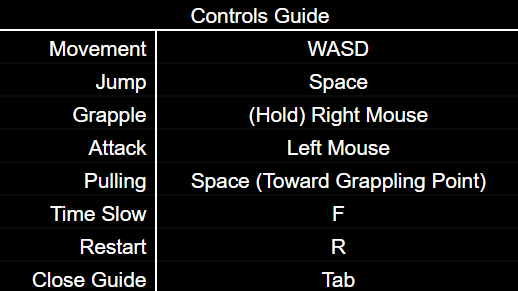 Controls Guide
Movement WASD
Jump Space
Grapple (Hold) Right Mouse
Attack Left Mouse
Pulling Space (Toward Grappling Point)
Time Slow F
Restart R
Close Guide Tab